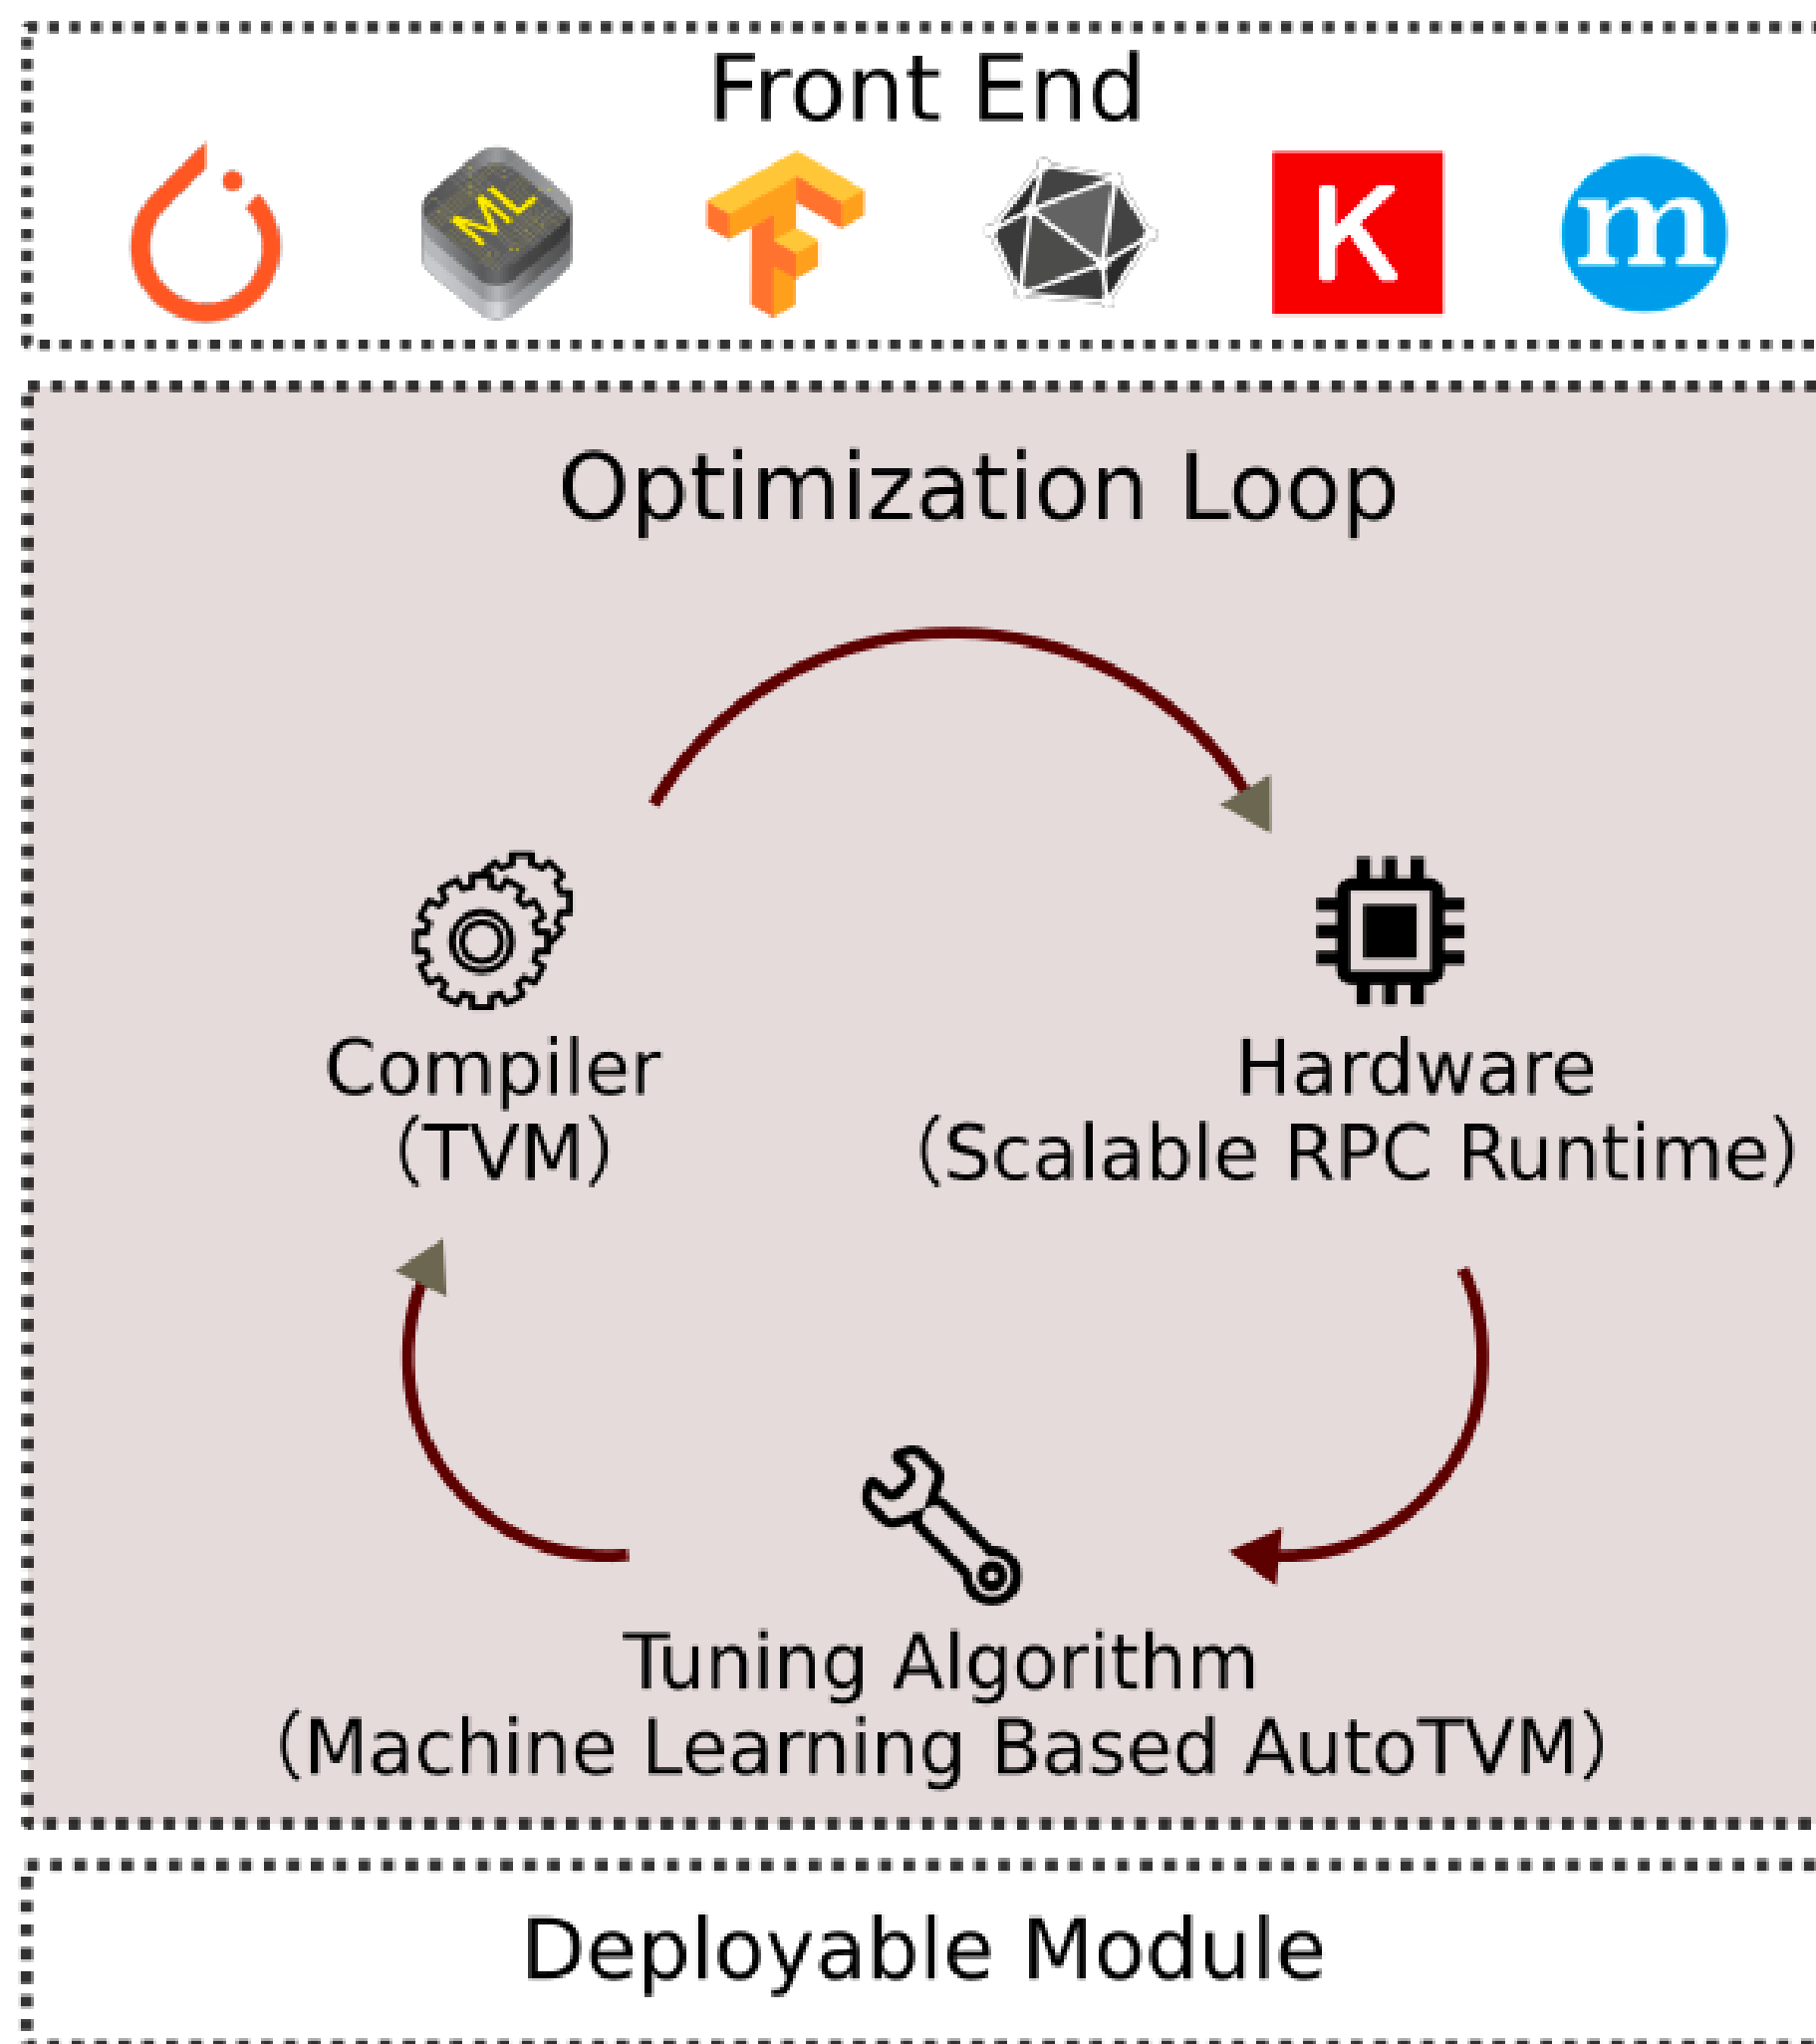 Front End
ML
K
m
Optimization Loop
Compiler
(TVM)
Hardware
(Scalable RPC Runtime)
Tuning Algorithm
(Machine Learning Based AutoTVM)
Deployable Module